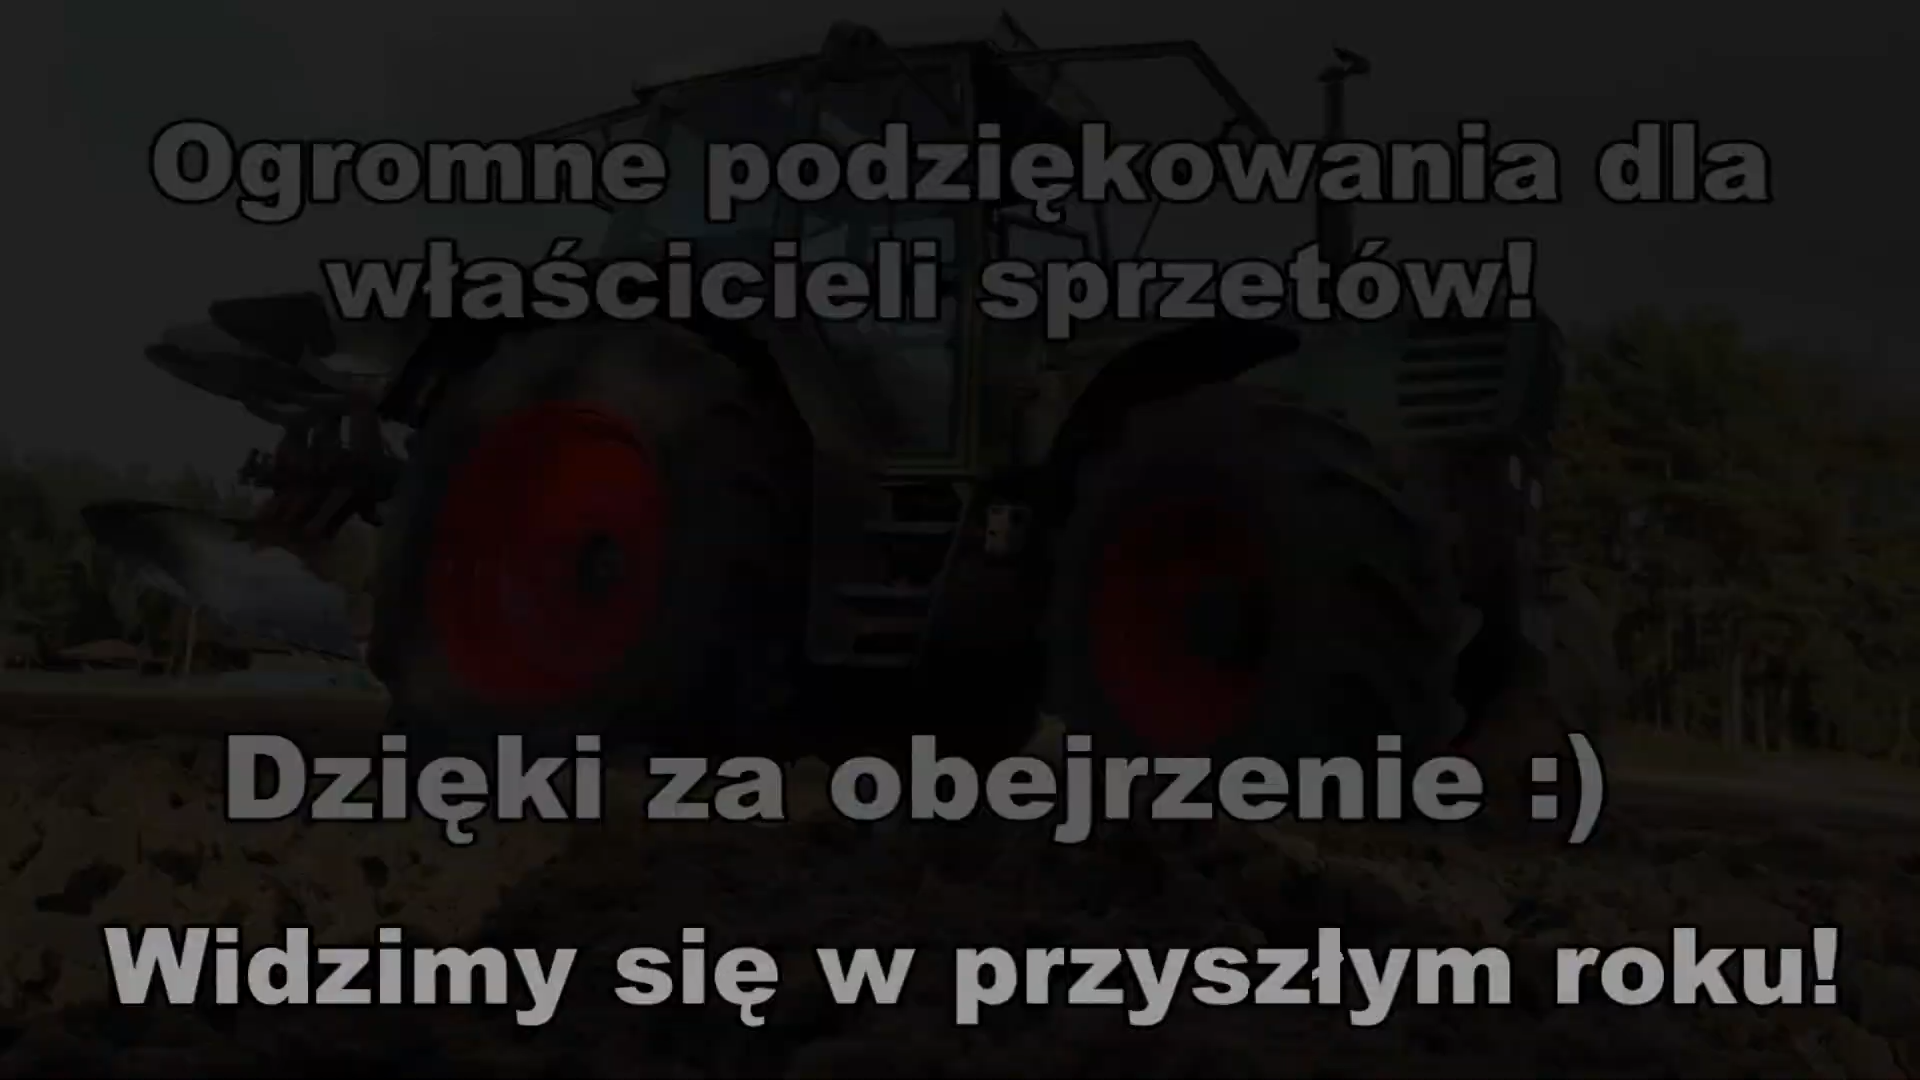 Ogromne podziękowania dla
właścicieli sprzetów!
Dzięki za obejrzenie :)
Widzimy się w przyszłym roku!